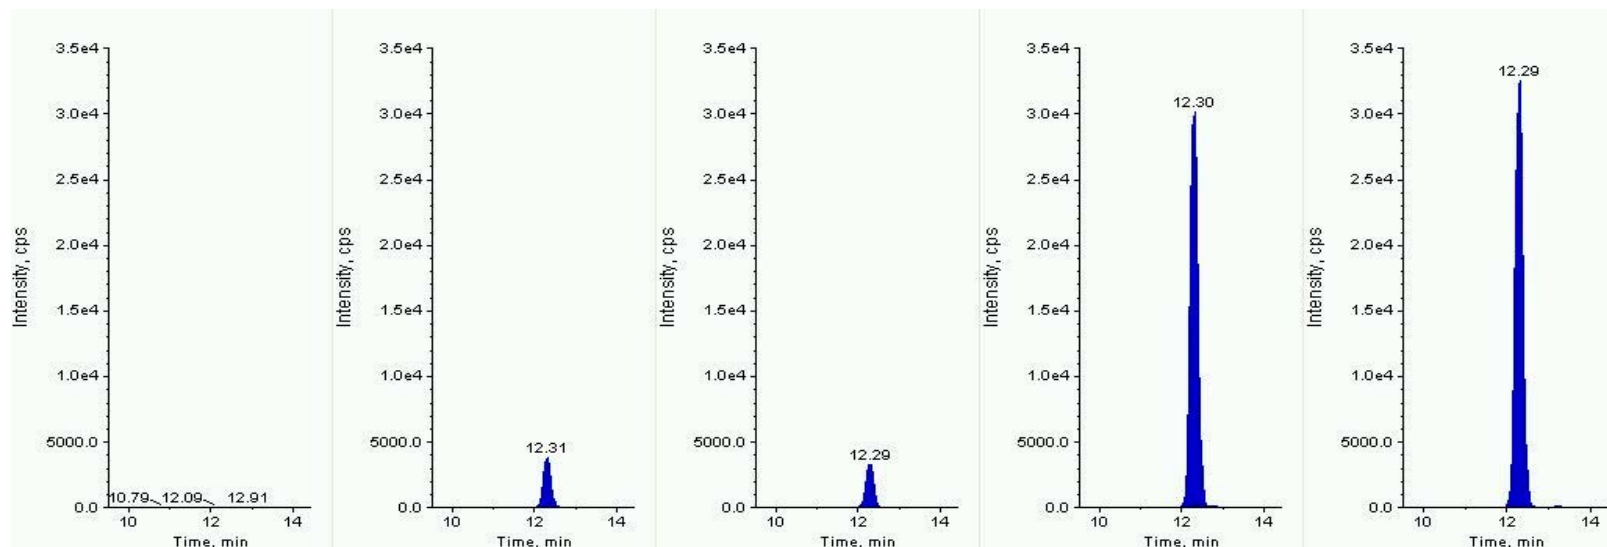 3.5e4 3.5e4 3.5e4 3.5e4 3.5e4
12.29
3.0e4 3.0e4 3.0e4 12.30 3.0e4 3.0e4
2.5e4 2.5e4 2.5e4 2.5e4 2.5e4
2.0e4 2.0e4 2.0e4 2.0e4 2.0e4
Intensity, cps Intensity, cps Intensity, cps Intensity, cps Intensity, cps
1.5e4 1.5e4 1.5e4 1.5e4 1.5e4
1.0e4 1.0e4 1.0e4 1.0e4 1.0e4
5000.0 5000.0 5000.0 5000.0 5000.0
12.31 12.29
10.79 12.09 12.91
0.0 0.0 0.0 0.0 0.0
10 12 14 10 12 14 10 12 14 10 12 14 10 12 14
Time, min Time, min Time, min Time, min Time, min